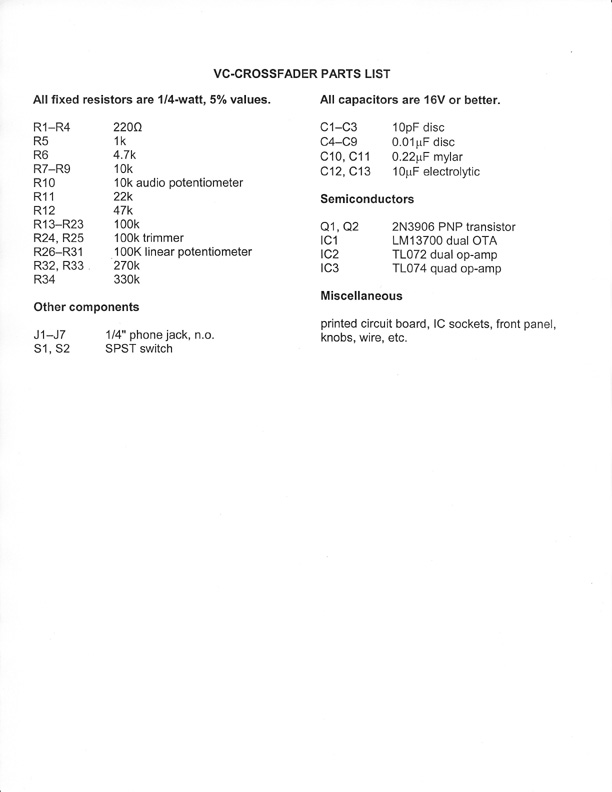 VC-CROSSFADER PARTS LIST
All fixed resistors are 1/4-watt, 5% values.
R1–R4 220Ω
R5 1k
R6 4.7k
R7–R9 10k
R10 10k audio potentiometer
R11 22k
R12 47k
R13–R23 100k
R24, R25 100k trimmer
R26–R31 100K linear potentiometer
R32, R33 270k
R34 330k
Other components
J1–J7 1/4" phone jack, n.o.
S1, S2 SPST switch
All capacitors are 16V or better.
C1–C3 10pF disc
C4–C9 0.01µF disc
C10, C11 0.22µF mylar
C12, C13 10µF electrolytic
Semiconductors
Q1, Q2 2N3906 PNP transistor
IC1 LM13700 dual OTA
IC2 TL072 dual op-amp
IC3 TL074 quad op-amp
Miscellaneous
printed circuit board, IC sockets, front panel,
knobs, wire, etc.